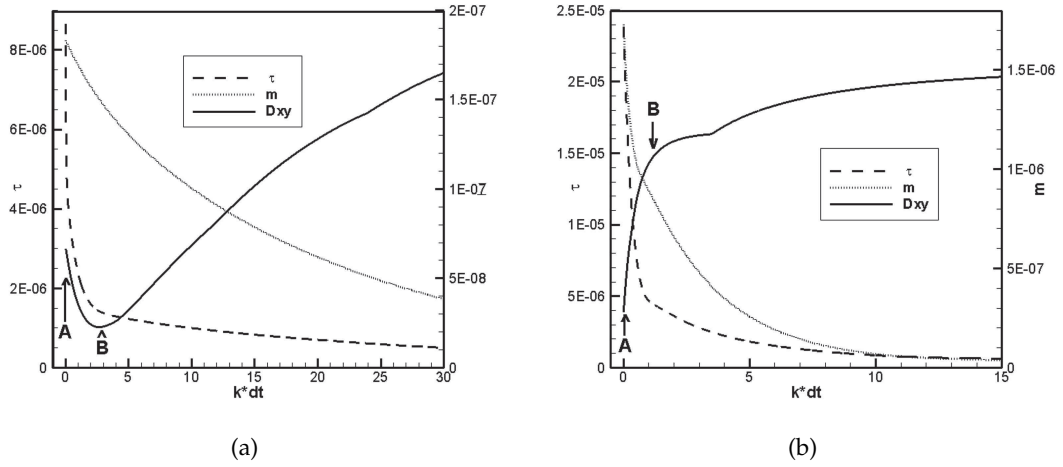 8E-06
6E-06
4E-06
2E-06
0
τ
2E-07
1.5E-07
1E-07
5E-08
0
τ
m
Dxy
A
B
0 5 10 15 20 25 30
k*dt
(a)
2.5E-05
2E-05
1.5E-05
1E-05
5E-06
0
τ
1.5E-06
1E-06
5E-07
0
m
τ
m
Dxy
B
A
0 5 10 15
k*dt
(b)